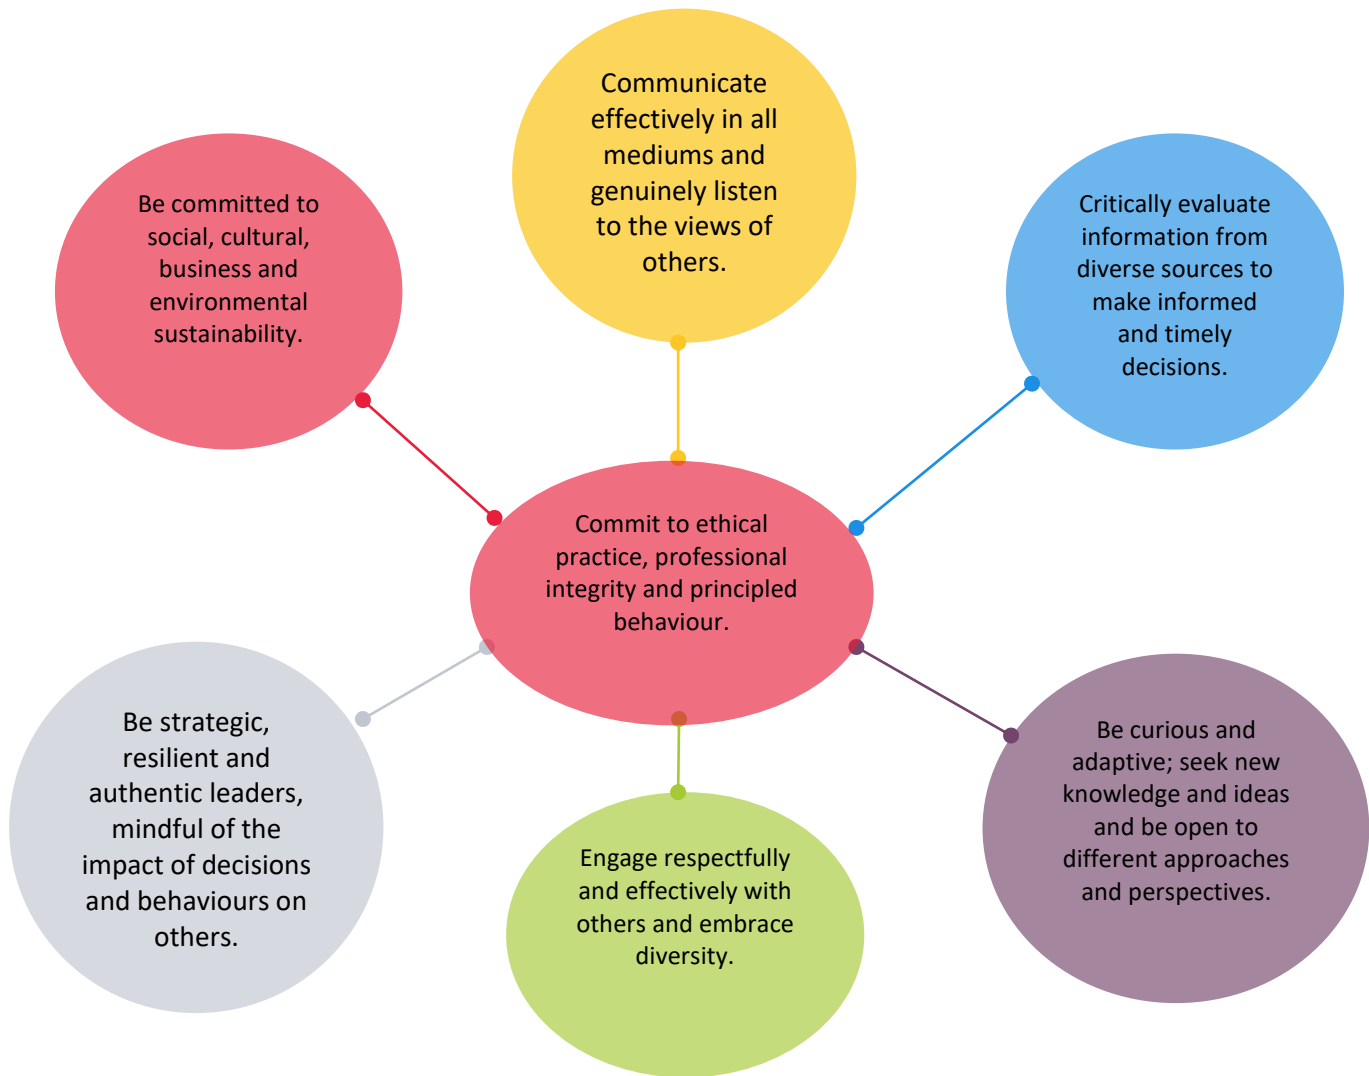 Communicate
effectively in all
mediums and
genuinely listen
to the views of
others.
Be committed to
social, cultural,
business and
environmental
sustainability.
Critically evaluate
information from
diverse sources to
make informed
and timely
decisions.
Commit to ethical
practice, professional
integrity and principled
behaviour.
Be strategic,
resilient and
authentic leaders,
mindful of the
impact of decisions
and behaviours on
others.
Engage respectfully
and effectively with
others and embrace
diversity.
Be curious and
adaptive; seek new
knowledge and ideas
and be open to
different approaches
and perspectives.